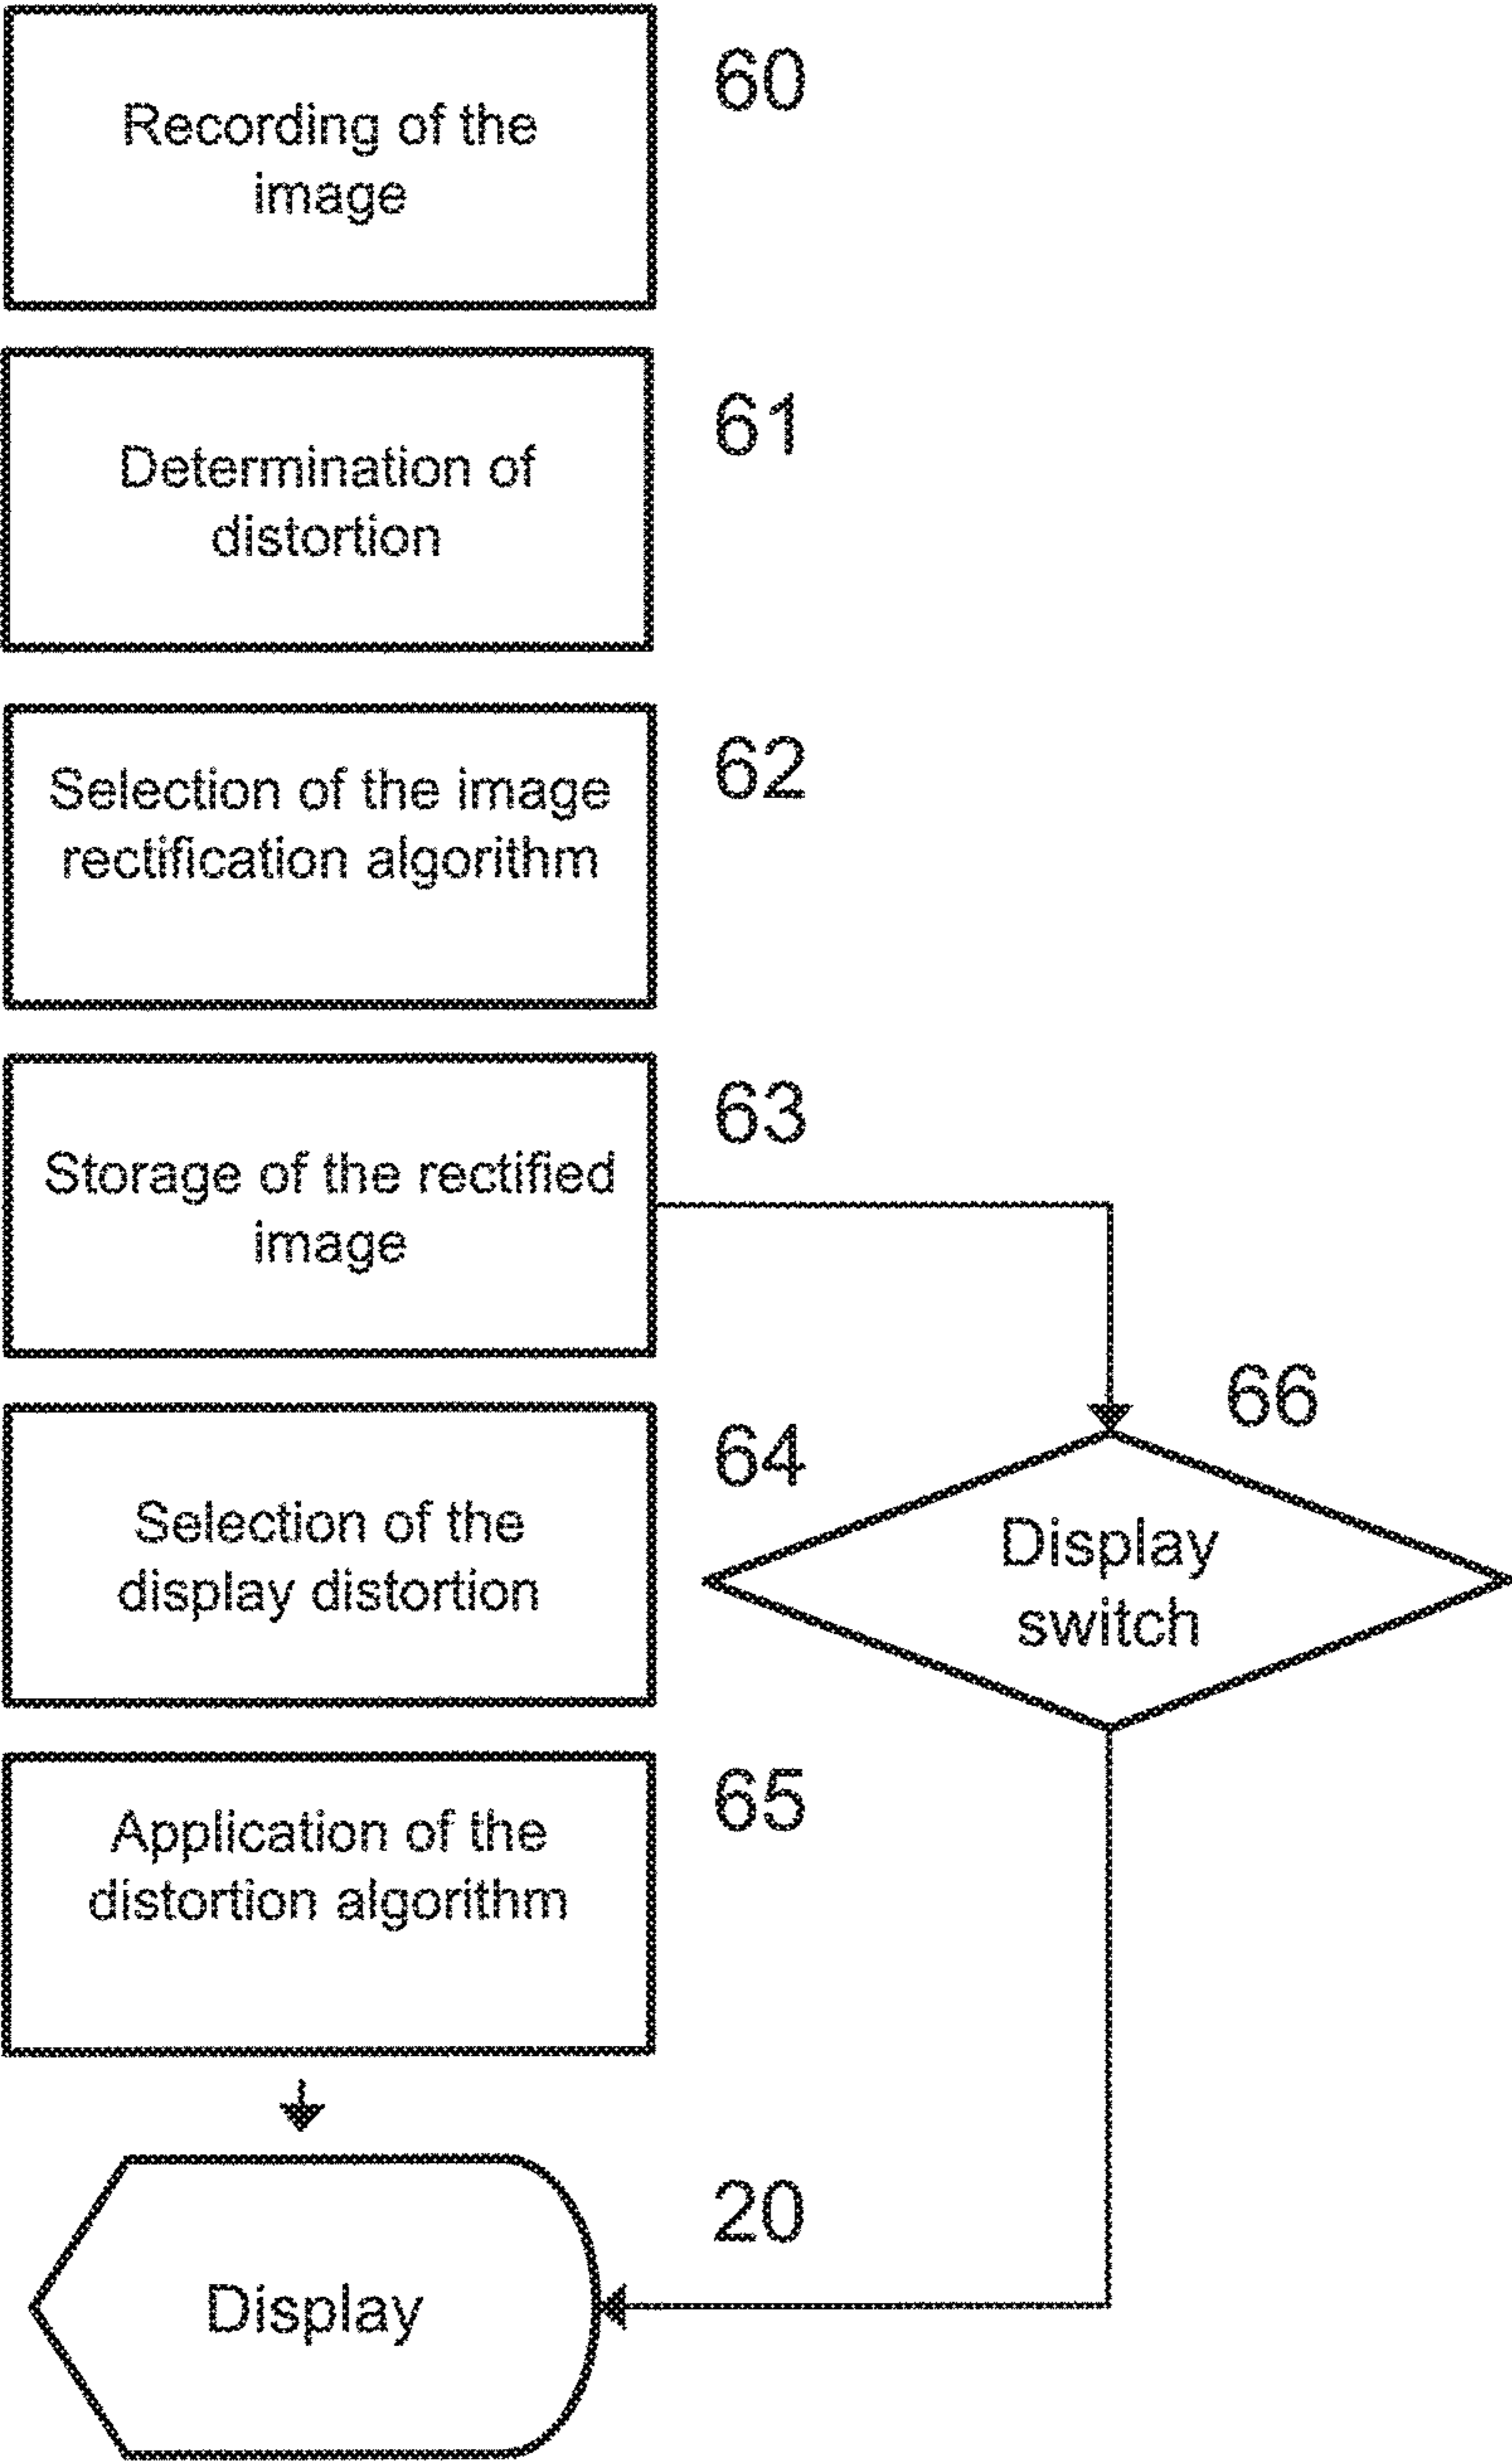 Recording of the
image
60
Determination of
distortion
61
Selection of the image
rectification algorithm
62
Storage of the rectified
image
63
Selection of the
display distortion
64
Display
switch
66
Application of the
distortion algorithm
65
Display
20